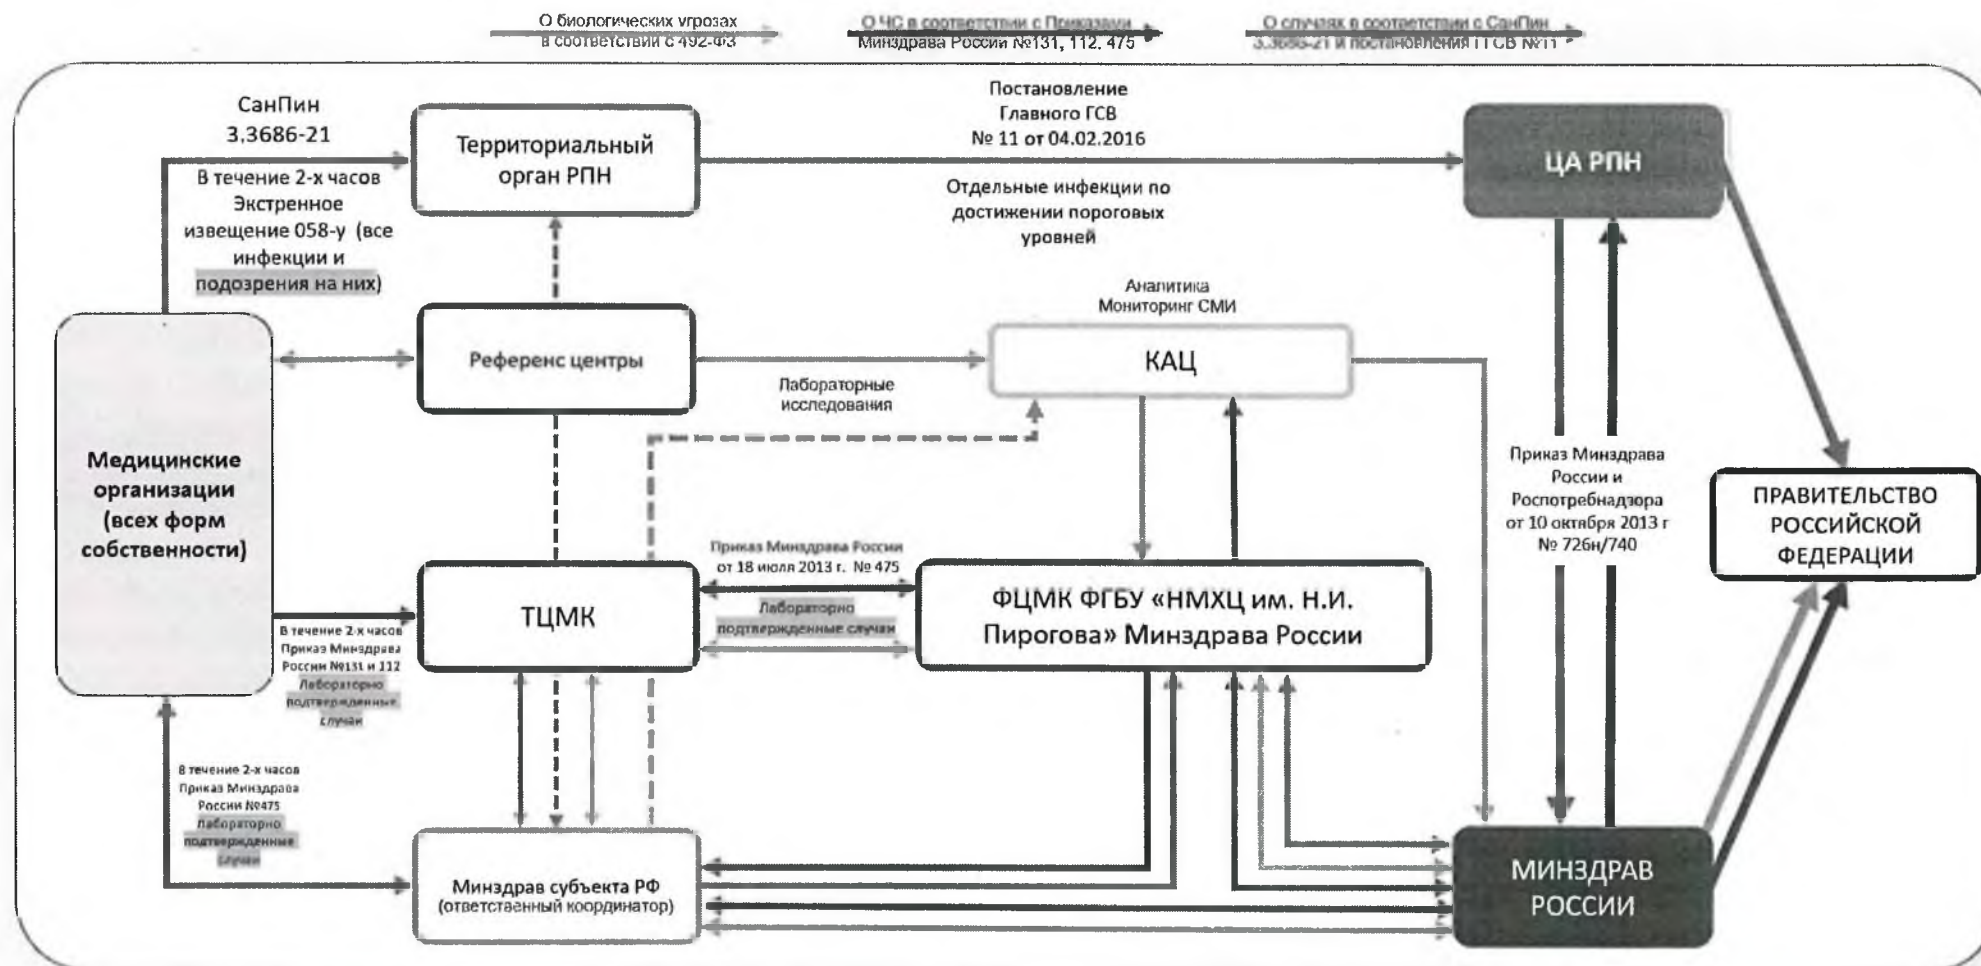 О биологических угрозах
в соответствии с 492-ФЗ
О ЧС в соответствии с Приказами
Минздрава России №131, 112, 475
О случаях в соответствии с СанПин
3.3686-21 и постановления ГГСВ №11
СанПин
3.3686-21
В течение 2-х часов
Экстренное
извещение 058-у (все
инфекции и
подозрения на них)
Территориальный
орган РПН
Постановление
Главного ГСВ
№ 11 от 04.02.2016
Отдельные инфекции по
достижении пороговых
уровней
ЦА РПН
Референс центры
Лабораторные
исследования
Аналитика
Мониторинг СМИ
КАЦ
Медицинские
организации
(всех форм
собственности)
Приказ Минздрава
России и
Роспотребнадзора
от 10 октября 2013 г
№ 726н/740
ПРАВИТЕЛЬСТВО
РОССИЙСКОЙ
ФЕДЕРАЦИИ
В течение 2-х часов
Приказ Минздрава
России №131 и 112
Лабораторно
подтвержденные
случаи
ТЦМК
Приказ Минздрава России
от 18 июля 2013 г. № 475
Лабораторно
подтвержденные случаи
ФЦМК ФГБУ «НМХЦ им. Н.И.
Пирогова» Минздрава России
В течение 2-х часов
Приказ Минздрава
России №475
Лабораторно
подтвержденные
случаи
Минздрав субъекта РФ
(ответственный координатор)
МИНЗДРАВ
РОССИИ